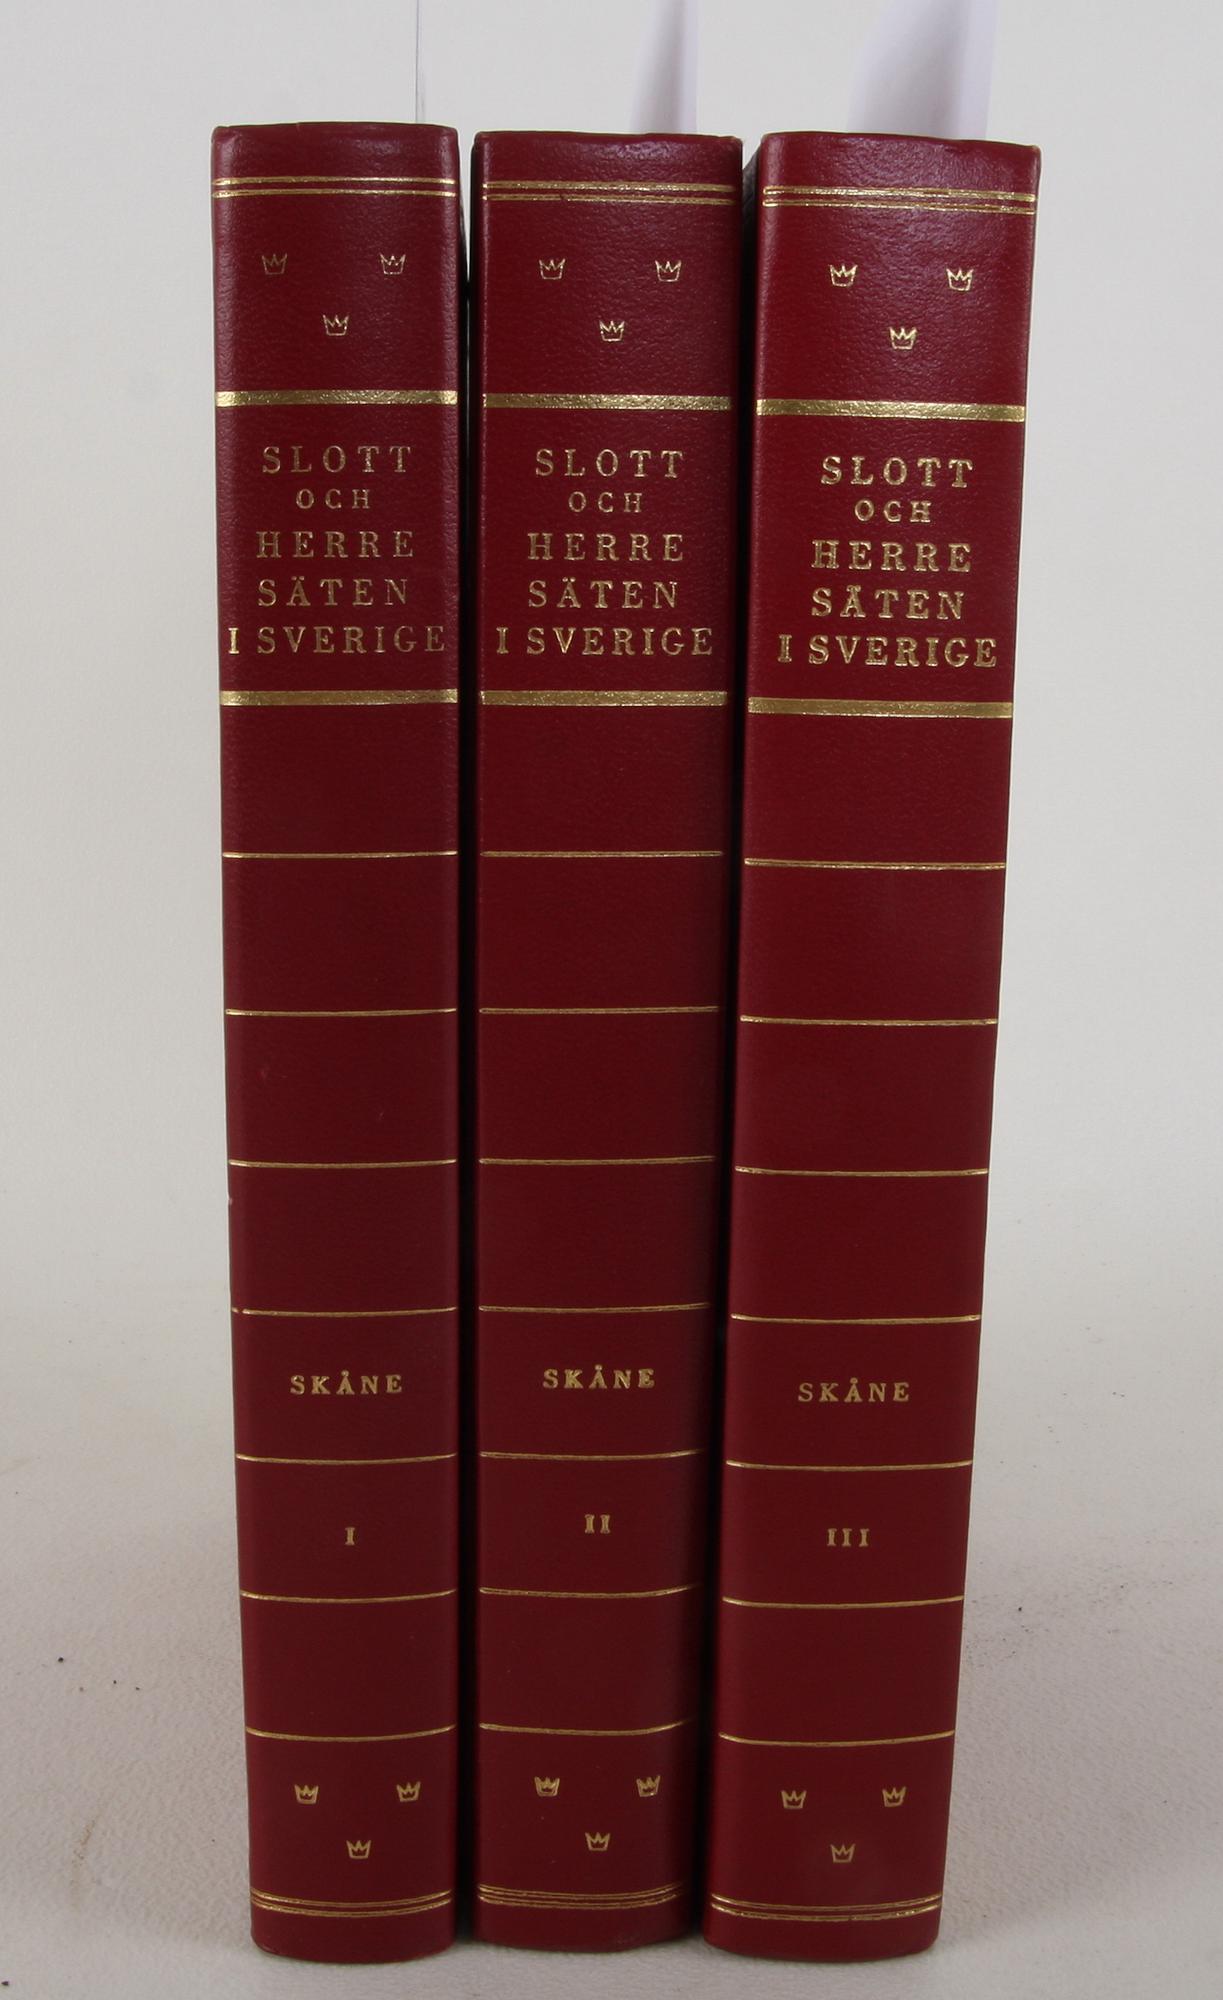 SLOTT
OCH
HERRE
SÄTEN
I SVERIGE
SKÅNE
I
SLOTT
OCH
HERRE
SÄTEN
I SVERIGE
SKÅNE
II
SLOTT
OCH
HERRE
SÄTEN
I SVERIGE
SKÅNE
III